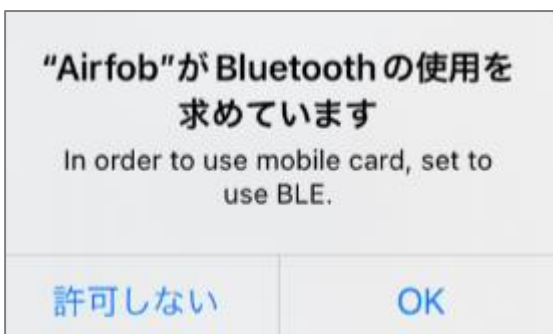 “Airfob”がBluetoothの使用を
求めています
In order to use mobile card, set to
use BLE.
許可しない
OK